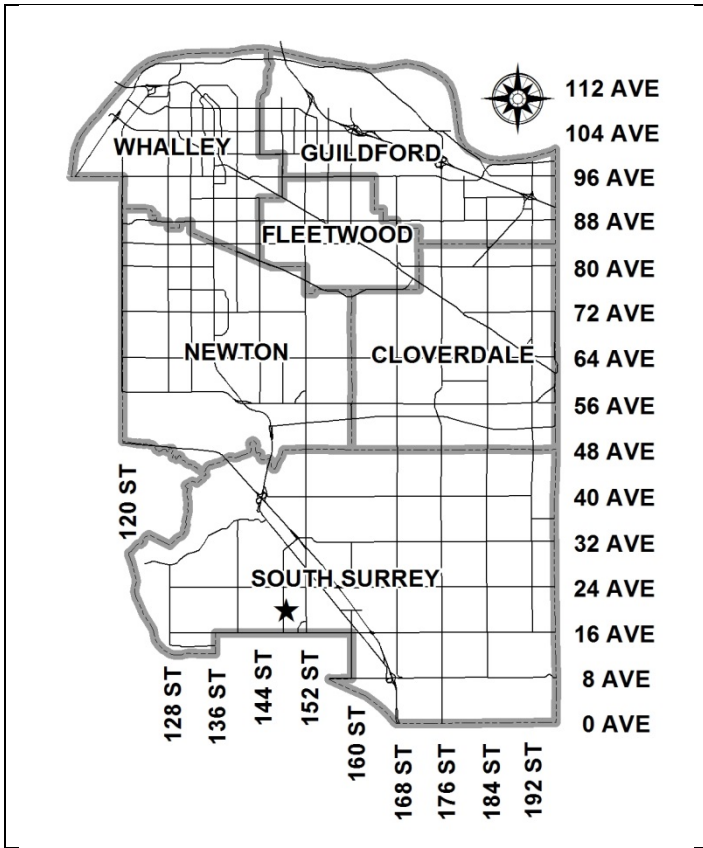 112 AVE
104 AVE
WHALLEY
GUILDFORD
96 AVE
88 AVE
FLEETWOOD
80 AVE
72 AVE
NEWTON
CLOVERDALE
64 AVE
56 AVE
48 AVE
120 ST
40 AVE
32 AVE
SOUTH SURREY
24 AVE
16 AVE
8 AVE
0 AVE
128 ST
136 ST
144 ST
152 ST
160 ST
168 ST
176 ST
184 ST
192 ST